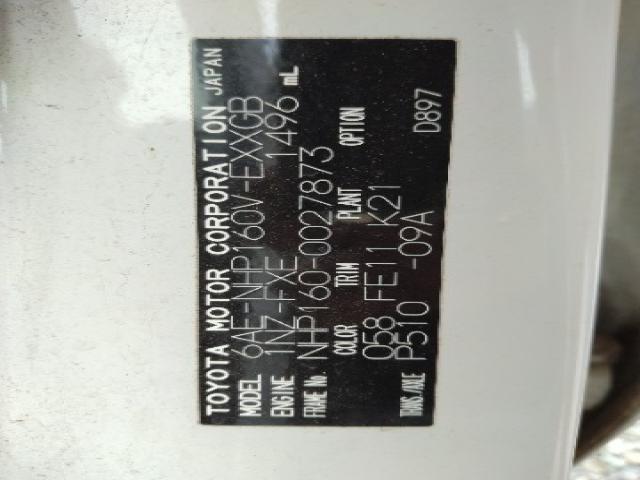 TOYOTA MOTOR CORPORATION JAPAN
MODEL 6AE-NHP160V-EXXGB
ENGINE 1NZ-FXE 1496 mL
FRAME No. NHP160-0027873
COLOR TRIM PLANT OPTION
058 FE11 K21
TRANS./AXLE P510 -09A D897